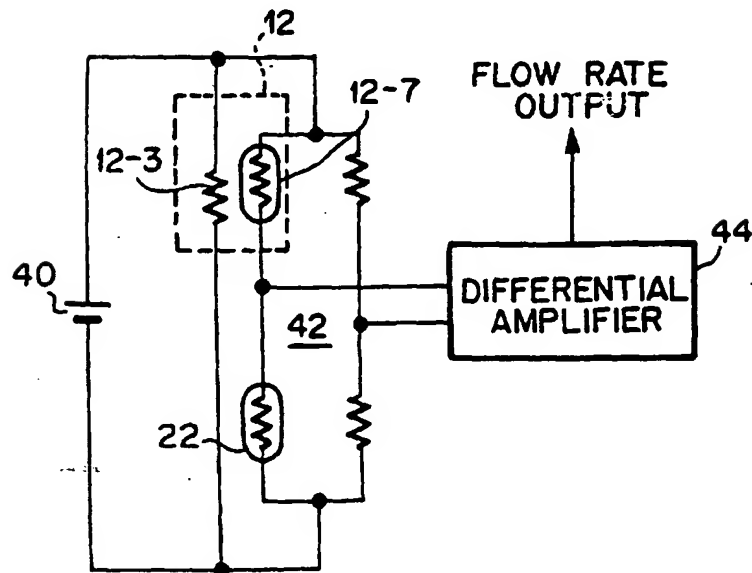 12
FLOW RATE
OUTPUT
12-7
12-3
44
40
DIFFERENTIAL
AMPLIFIER
42
22